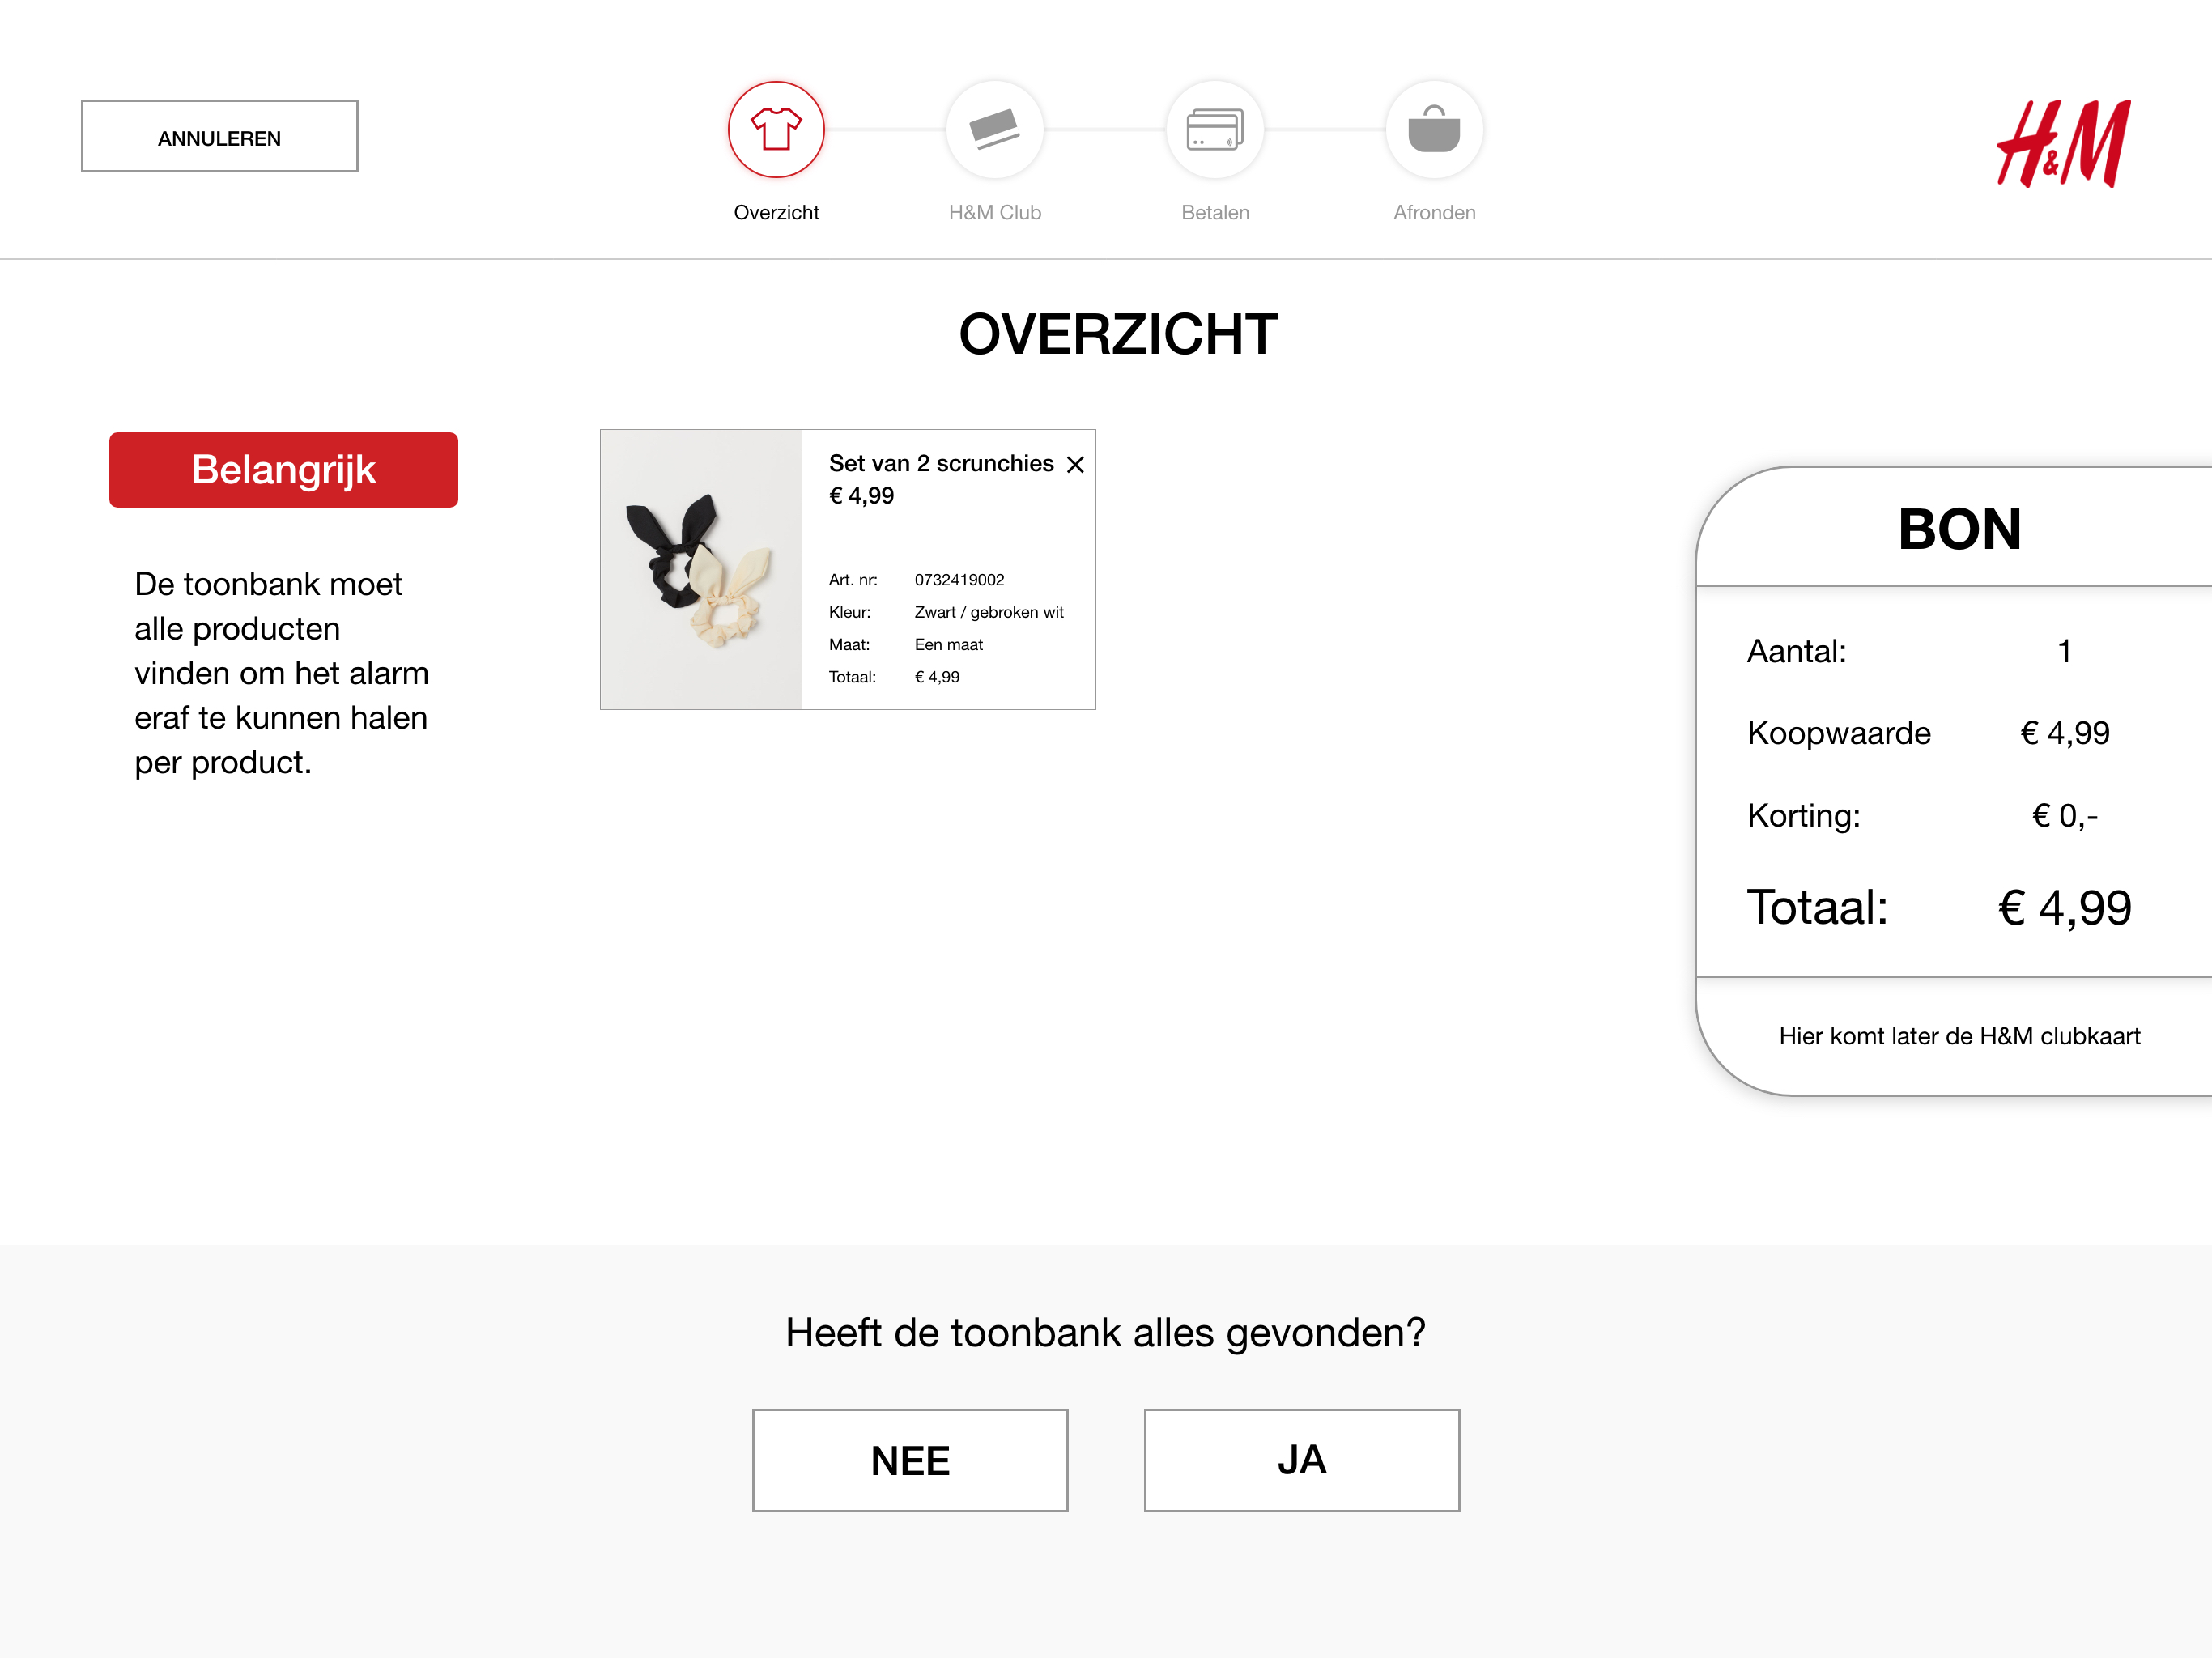 ANNULEREN
Overzicht
H&M Club
Betalen
Afronden
H&M
OVERZICHT
Belangrijk
De toonbank moet
alle producten
vinden om het alarm
eraf te kunnen halen
per product.
Set van 2 scrunchies
€ 4,99
Art. nr: 0732419002
Kleur: Zwart / gebroken wit
Maat: Een maat
Totaal: € 4,99
BON
Aantal: 1
Koopwaarde € 4,99
Korting: € 0,-
Totaal: € 4,99
Hier komt later de H&M clubkaart
Heeft de toonbank alles gevonden?
NEE
JA